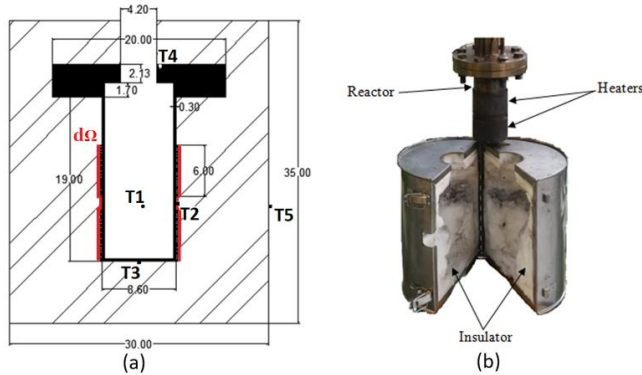 4.20
20.00
T4
2.13
1.70
0.30
dΩ
19.00
6.00
35.00
T1
T2
T5
T3
8.60
30.00
(a)
Reactor
Heaters
Insulator
(b)